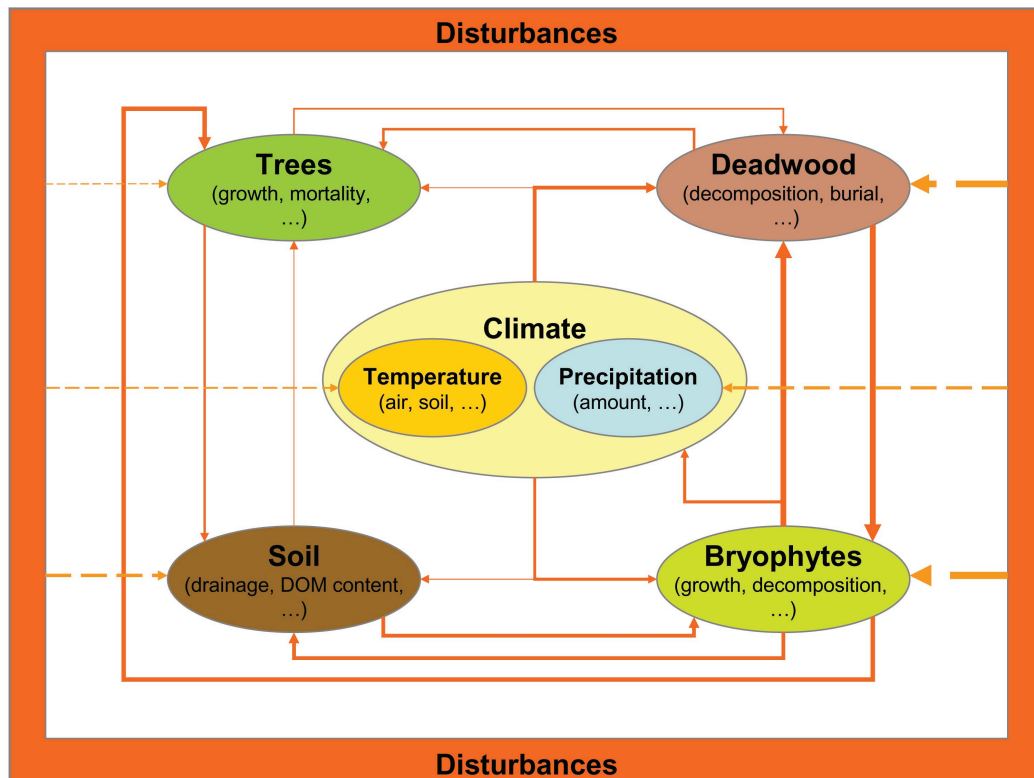 Disturbances
Trees
(growth, mortality,
…)
Deadwood
(decomposition, burial,
…)
Climate
Temperature
(air, soil, …)
Precipitation
(amount, …)
Soil
(drainage, DOM content,
…)
Bryophytes
(growth, decomposition,
…)
Disturbances